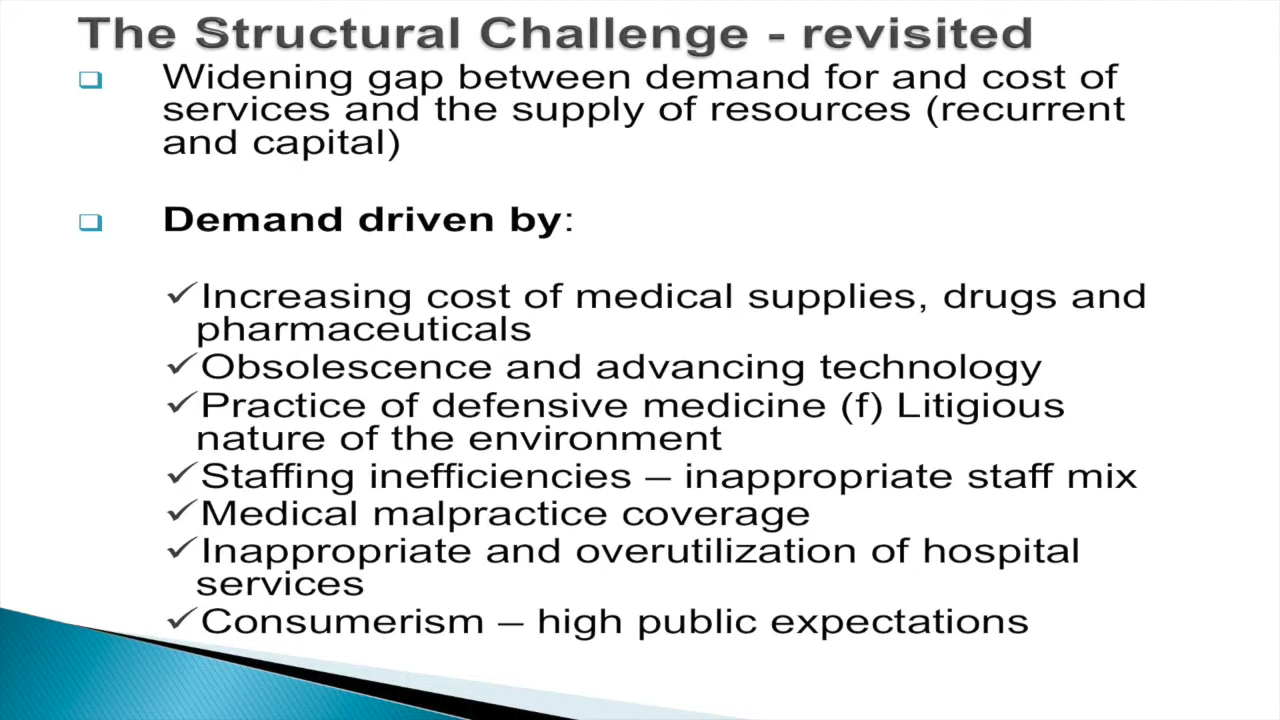 The Structural Challenge - revisited
❑ Widening gap between demand for and cost of
services and the supply of resources (recurrent
and capital)
❑ Demand driven by:
✓Increasing cost of medical supplies, drugs and
pharmaceuticals
✓Obsolescence and advancing technology
✓Practice of defensive medicine (f) Litigious
nature of the environment
✓Staffing inefficiencies – inappropriate staff mix
✓Medical malpractice coverage
✓Inappropriate and overutilization of hospital
services
✓Consumerism – high public expectations